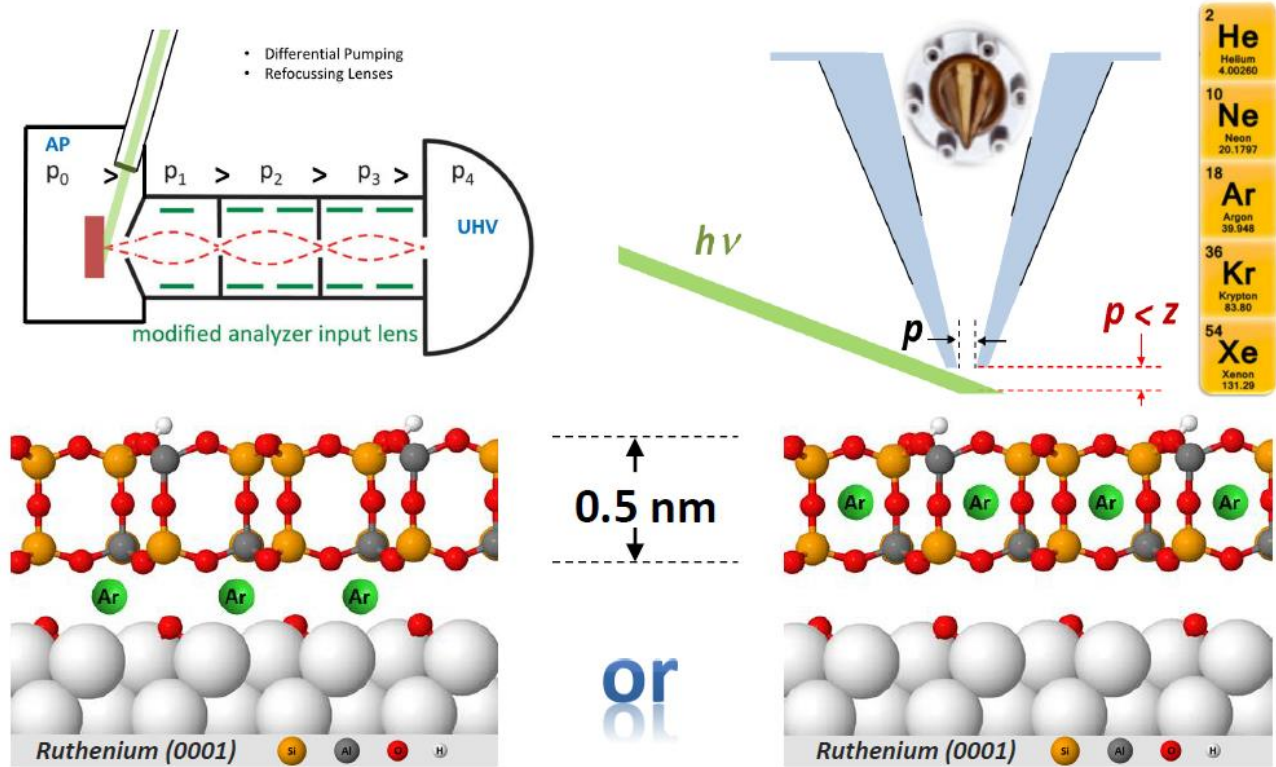 • Differential Pumping
• Refocussing Lenses
AP
p0 > p1 > p2 > p3 > p4
UHV
modified analyzer input lens
hν
p
p < z
2
He
Helium
4.00260
10
Ne
Neon
20.1797
18
Ar
Argon
39.948
36
Kr
Krypton
83.80
54
Xe
Xenon
131.29
Ar Ar Ar
Ruthenium (0001) Si Al O H
0.5 nm
or
Ar Ar Ar Ar
Ruthenium (0001) Si Al O H